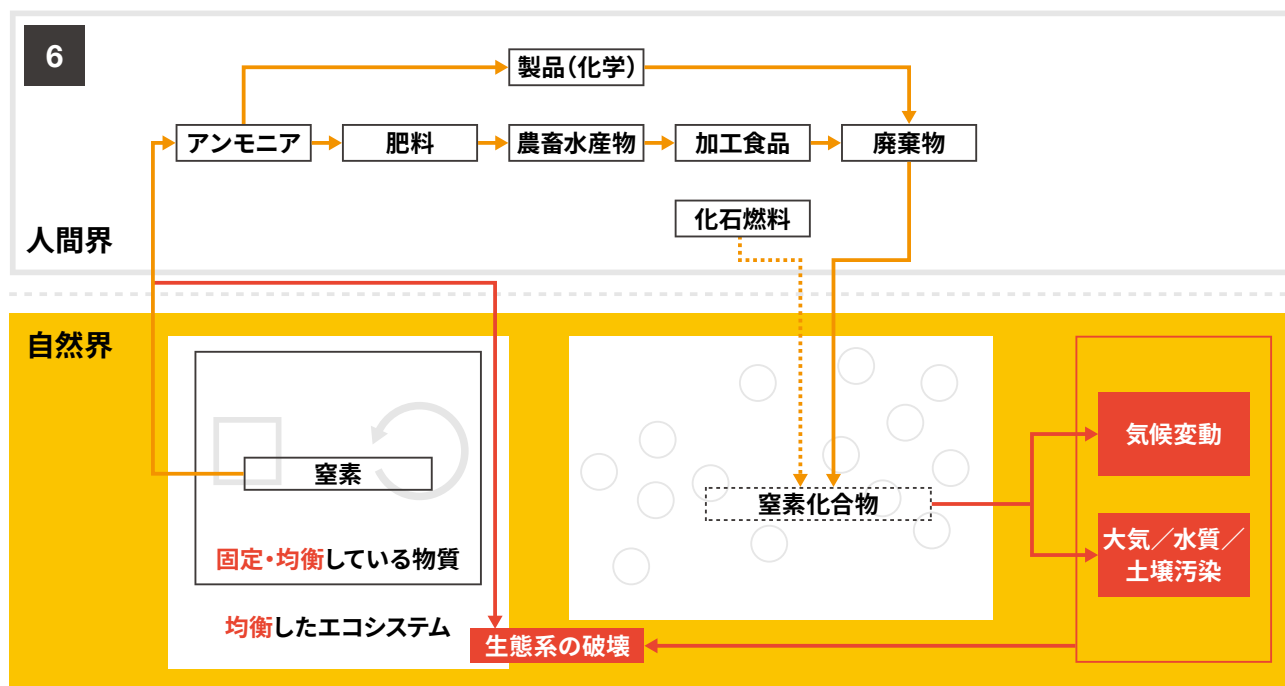 6
製品（化学）
アンモニア
肥料
農畜水産物
加工食品
廃棄物
化石燃料
人間界
自然界
窒素
固定・均衡している物質
均衡したエコシステム
窒素化合物
気候変動
大気／水質／
土壌汚染
生態系の破壊